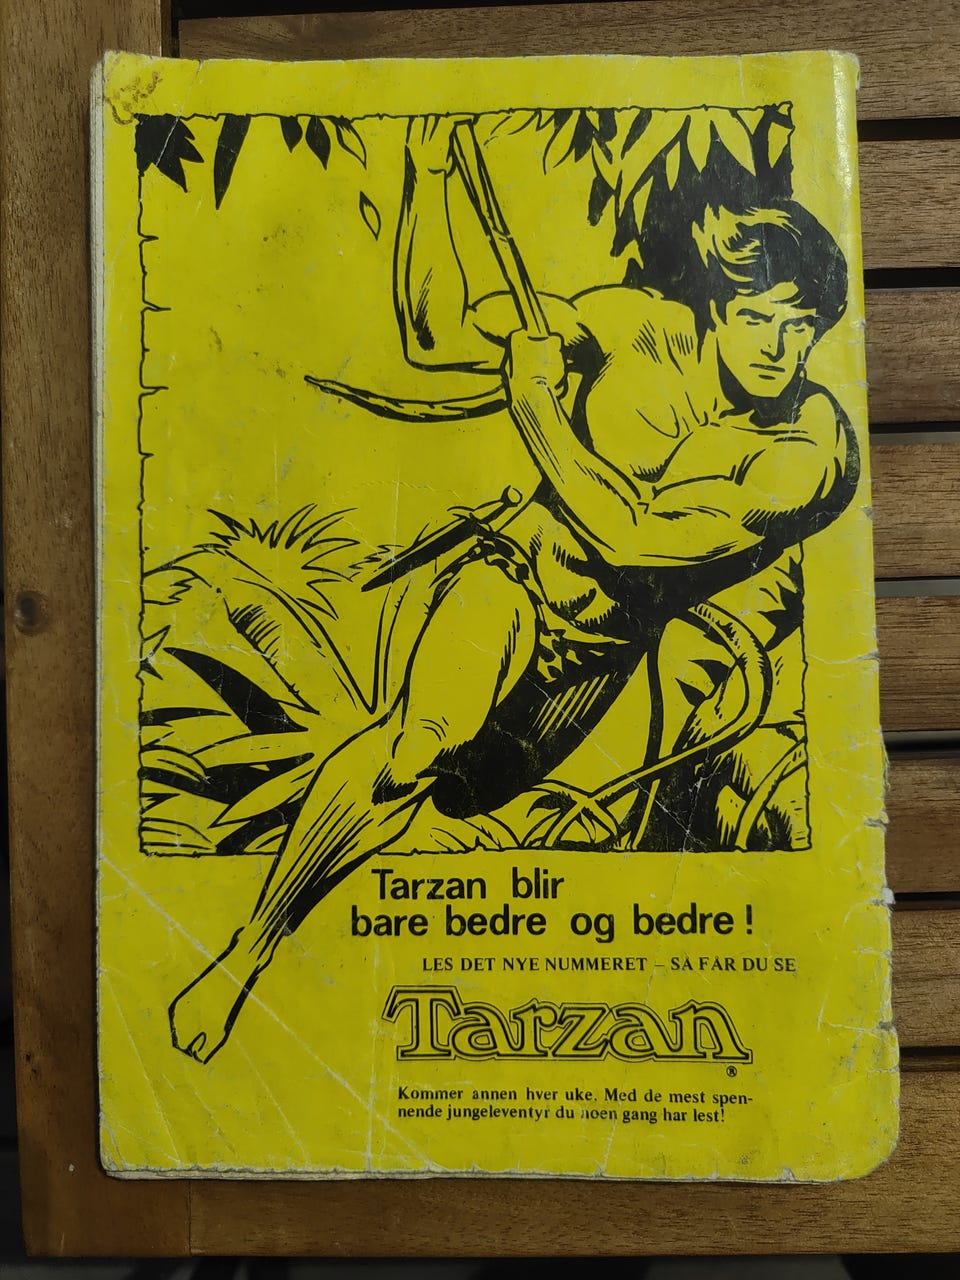 Tarzan blir
bare bedre og bedre!
LES DET NYE NUMMERET – SÅ FÅR DU SE
Tarzan®
Kommer annen hver uke. Med de mest spen-
nende jungeleventyr du noen gang har lest!